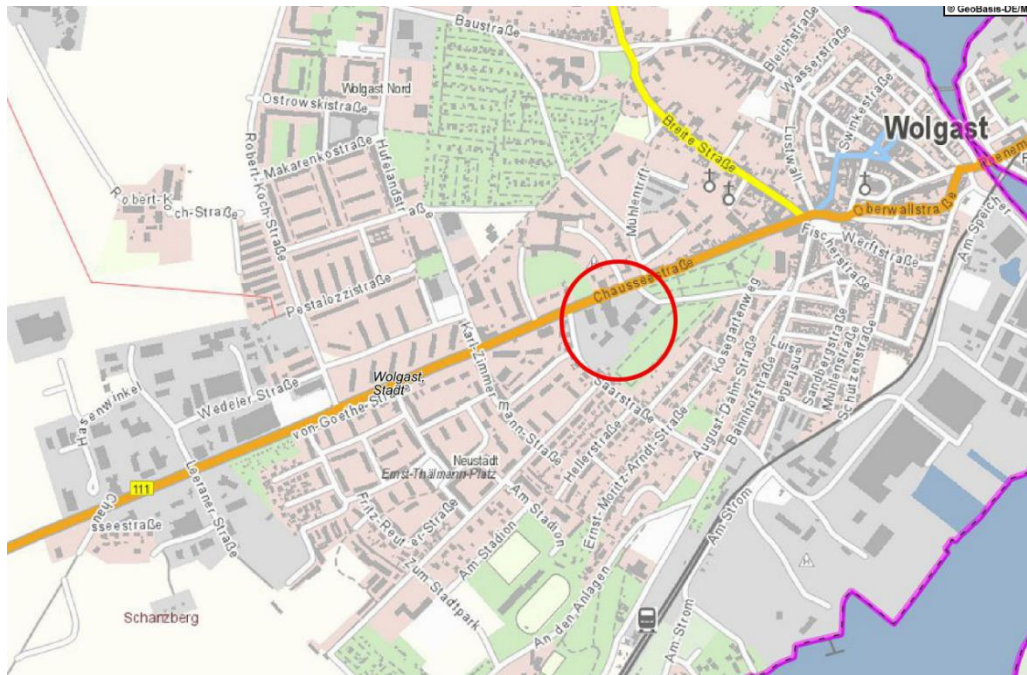 © GeoBasis-DE/M
Baustraße
Bleichstraße
Wasserstraße
Wolgast Nord
Ostrowskistraße
Swinkestraße
Wolgast
Breite Straße
Lustwall
Makarenkostraße
Hufelandstraße
Robert-Koch-Straße
Robert-Koch-Straße
Mühlentrift
Oberwallstraße
Am Speicher
Fischerstraße
Werftstraße
Chausseestraße
Pestalozzistraße
Kosegartenweg
Karl-Zimmermann-Straße
Luisenstraße
Sandbergstraße
Mühlenstraße
Schützenstraße
Wolgast,
Stadt
Hasenwinkel
Wedeler Straße
von-Goethe-Straße
Saarstraße
August-Dähn-Straße
Bahnhofstraße
Hellerstraße
Ernst-Moritz-Arndt-Straße
Neustadt
Ernst-Thälmann-Platz
111
Chausseestraße
Leeraner-Straße
Fritz-Reuter-Straße
Am Stadion
Am Stadion
Am Strom
Zum Stadtpark
An den Anlagen
Schanzberg
Am Strom